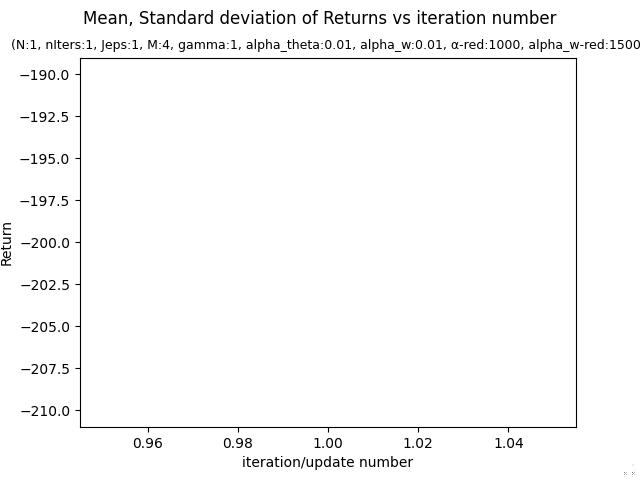 Mean, Standard deviation of Returns vs iteration number
(N:1, nIters:1, Jeps:1, M:4, gamma:1, alpha_theta:0.01, alpha_w:0.01, α-red:1000, alpha_w-red:1500
−190.0
−192.5
−195.0
−197.5
−200.0
−202.5
−205.0
−207.5
−210.0
Return
0.96 0.98 1.00 1.02 1.04
iteration/update number